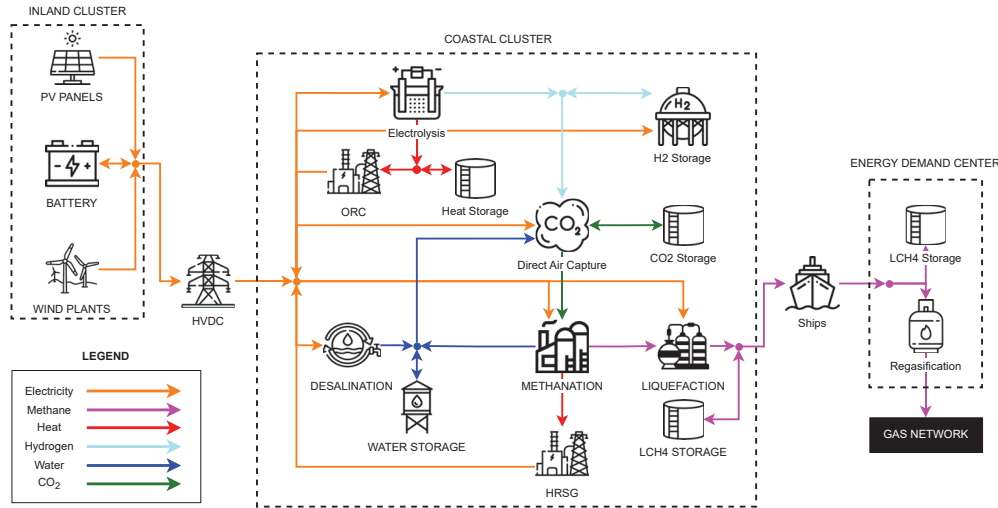 INLAND CLUSTER
PV PANELS
BATTERY
WIND PLANTS
HVDC
COASTAL CLUSTER
Electrolysis
H2
H2 Storage
ORC
Heat Storage
CO2
Direct Air Capture
CO2 Storage
DESALINATION
WATER STORAGE
METHANATION
LIQUEFACTION
LCH4 STORAGE
HRSG
Ships
ENERGY DEMAND CENTER
LCH4 Storage
Regasification
GAS NETWORK
LEGEND
Electricity
Methane
Heat
Hydrogen
Water
CO2